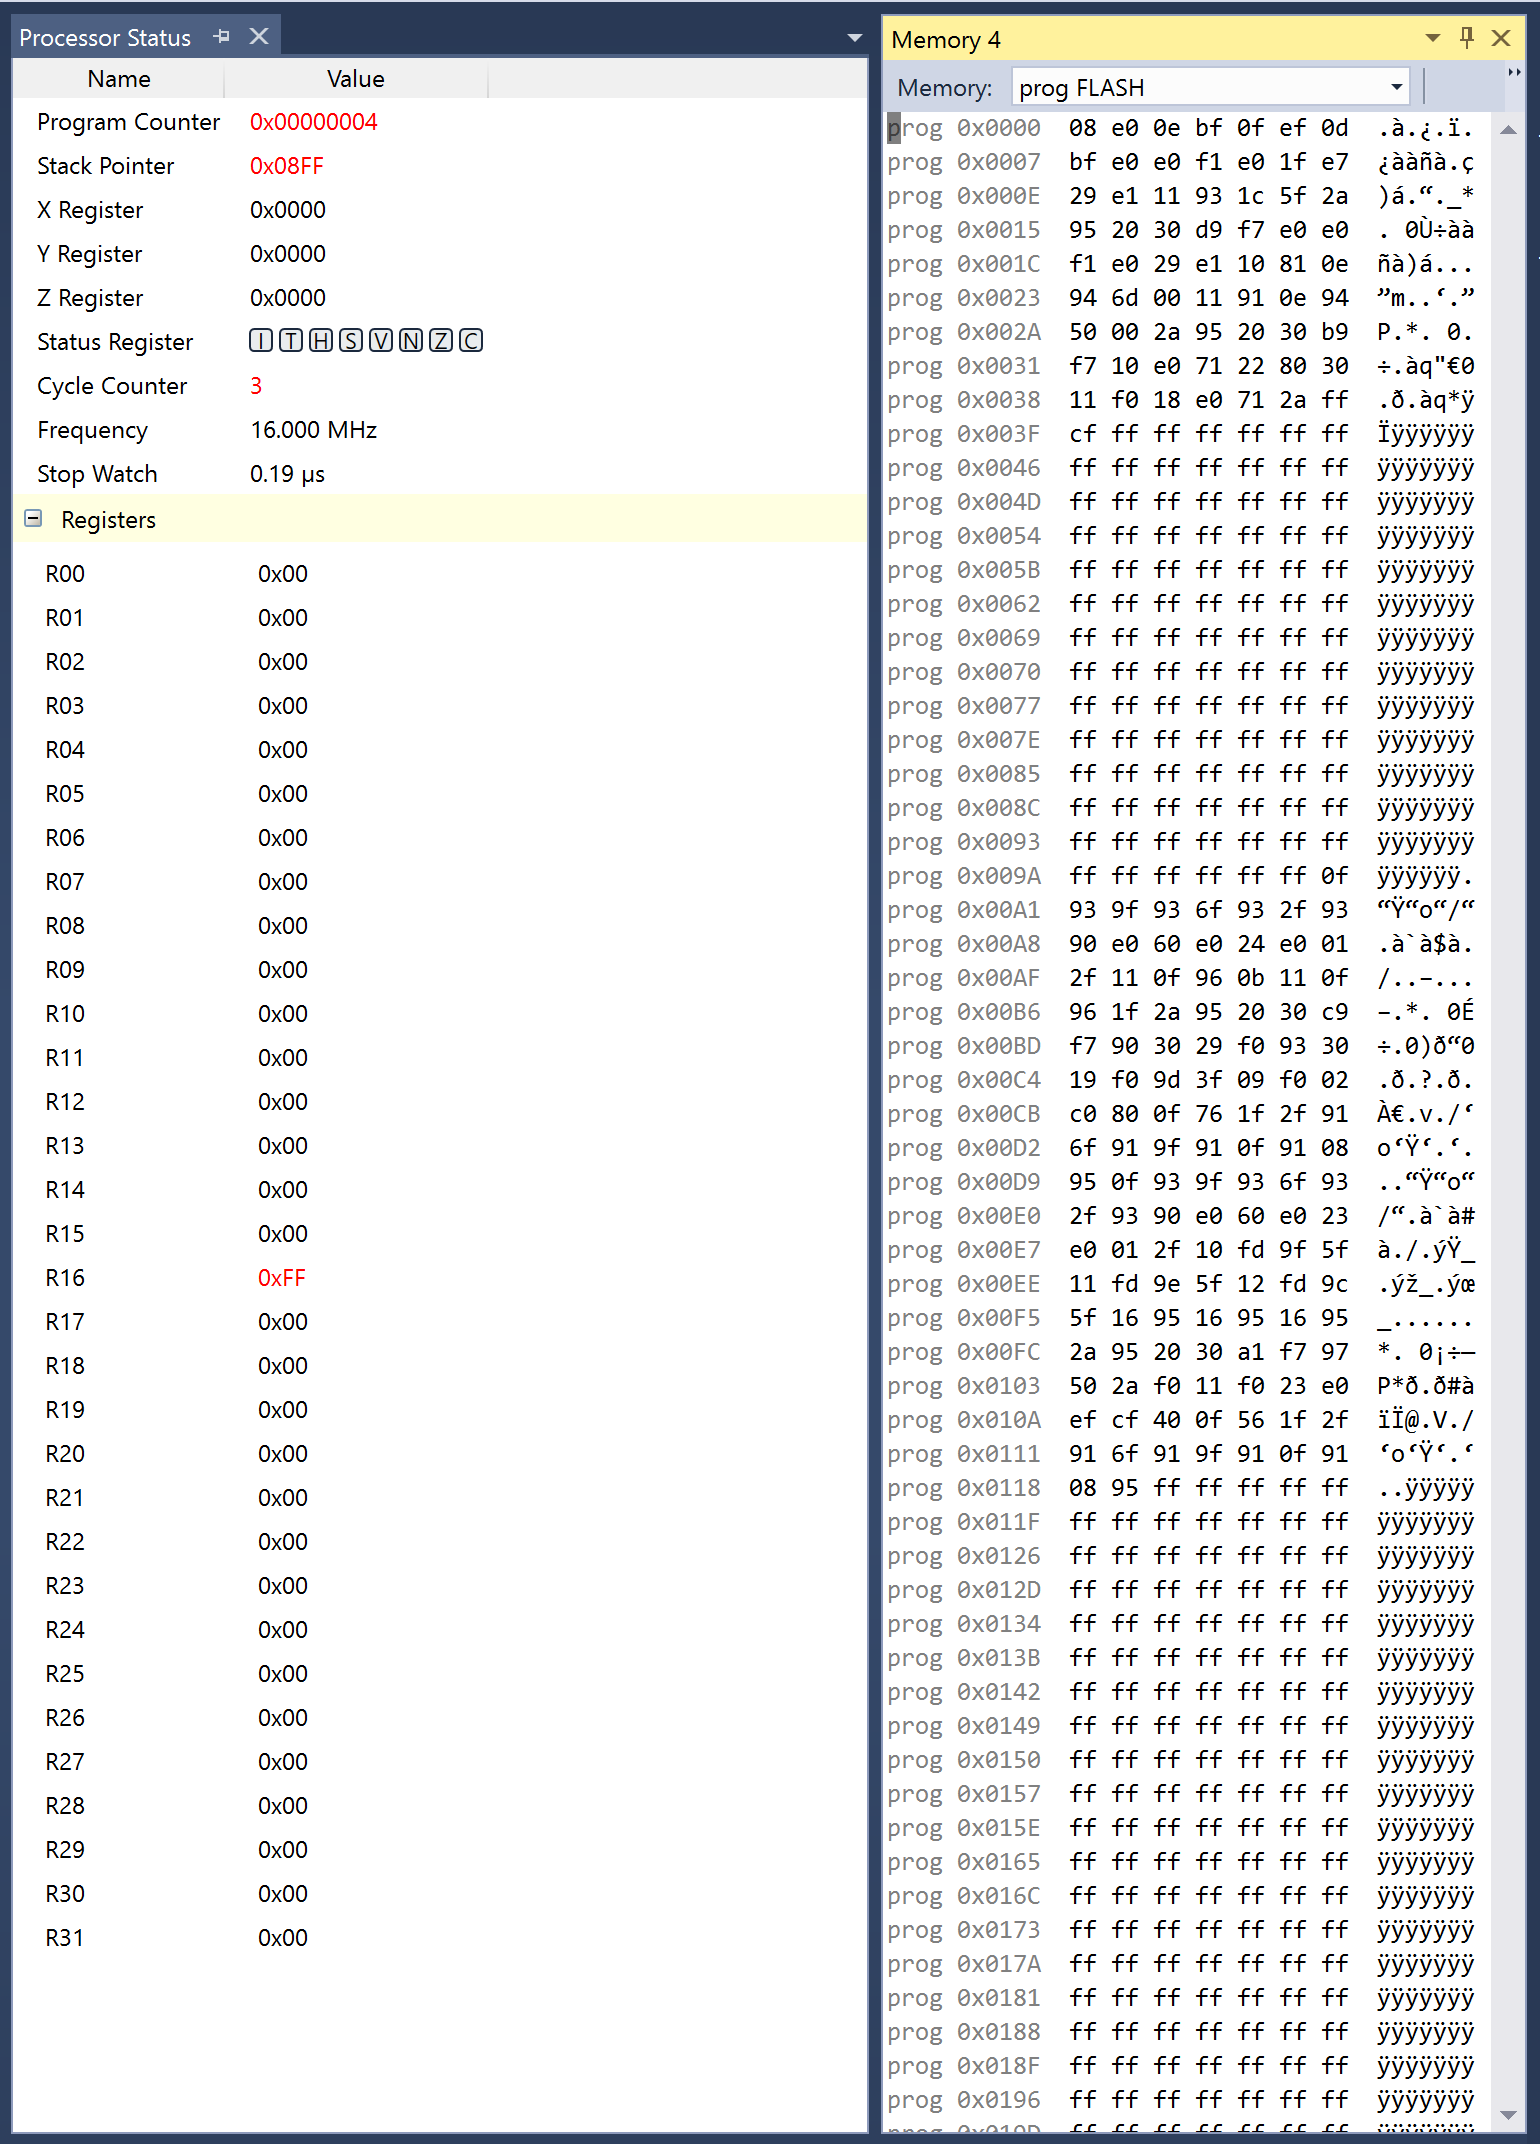 Processor Status
Name Value
Program Counter 0x00000004
Stack Pointer 0x08FF
X Register 0x0000
Y Register 0x0000
Z Register 0x0000
Status Register I T H S V N Z C
Cycle Counter 3
Frequency 16.000 MHz
Stop Watch 0.19 µs
Registers
R00 0x00
R01 0x00
R02 0x00
R03 0x00
R04 0x00
R05 0x00
R06 0x00
R07 0x00
R08 0x00
R09 0x00
R10 0x00
R11 0x00
R12 0x00
R13 0x00
R14 0x00
R15 0x00
R16 0xFF
R17 0x00
R18 0x00
R19 0x00
R20 0x00
R21 0x00
R22 0x00
R23 0x00
R24 0x00
R25 0x00
R26 0x00
R27 0x00
R28 0x00
R29 0x00
R30 0x00
R31 0x00
Memory 4
Memory: prog FLASH
prog 0x0000 08 e0 0e bf 0f ef 0d .à.¿.ï.
prog 0x0007 bf e0 e0 f1 e0 1f e7 ¿ààñà.ç
prog 0x000E 29 e1 11 93 1c 5f 2a )á.“._*
prog 0x0015 95 20 30 d9 f7 e0 e0 . 0Ù÷àà
prog 0x001C f1 e0 29 e1 10 81 0e ñà)á...
prog 0x0023 94 6d 00 11 91 0e 94 ”m..‘.”
prog 0x002A 50 00 2a 95 20 30 b9 P.*. 0.
prog 0x0031 f7 10 e0 71 22 80 30 ÷.àq"€0
prog 0x0038 11 f0 18 e0 71 2a ff .ð.àq*ÿ
prog 0x003F cf ff ff ff ff ff ff Ïÿÿÿÿÿÿ
prog 0x0046 ff ff ff ff ff ff ff ÿÿÿÿÿÿÿ
prog 0x004D ff ff ff ff ff ff ff ÿÿÿÿÿÿÿ
prog 0x0054 ff ff ff ff ff ff ff ÿÿÿÿÿÿÿ
prog 0x005B ff ff ff ff ff ff ff ÿÿÿÿÿÿÿ
prog 0x0062 ff ff ff ff ff ff ff ÿÿÿÿÿÿÿ
prog 0x0069 ff ff ff ff ff ff ff ÿÿÿÿÿÿÿ
prog 0x0070 ff ff ff ff ff ff ff ÿÿÿÿÿÿÿ
prog 0x0077 ff ff ff ff ff ff ff ÿÿÿÿÿÿÿ
prog 0x007E ff ff ff ff ff ff ff ÿÿÿÿÿÿÿ
prog 0x0085 ff ff ff ff ff ff ff ÿÿÿÿÿÿÿ
prog 0x008C ff ff ff ff ff ff ff ÿÿÿÿÿÿÿ
prog 0x0093 ff ff ff ff ff ff ff ÿÿÿÿÿÿÿ
prog 0x009A ff ff ff ff ff ff 0f ÿÿÿÿÿÿ.
prog 0x00A1 93 9f 93 6f 93 2f 93 “Ÿ“o“/“
prog 0x00A8 90 e0 60 e0 24 e0 01 .à`à$à.
prog 0x00AF 2f 11 0f 96 0b 11 0f /..–...
prog 0x00B6 96 1f 2a 95 20 30 c9 –.*. 0É
prog 0x00BD f7 90 30 29 f0 93 30 ÷.0)ð“0
prog 0x00C4 19 f0 9d 3f 09 f0 02 .ð.?.ð.
prog 0x00CB c0 80 0f 76 1f 2f 91 À€.v./‘
prog 0x00D2 6f 91 9f 91 0f 91 08 o‘Ÿ‘.‘.
prog 0x00D9 95 0f 93 9f 93 6f 93 ..“Ÿ“o“
prog 0x00E0 2f 93 90 e0 60 e0 23 /“.à`à#
prog 0x00E7 e0 01 2f 10 fd 9f 5f à./.ýŸ_
prog 0x00EE 11 fd 9e 5f 12 fd 9c .ýž_.ýœ
prog 0x00F5 5f 16 95 16 95 16 95 _......
prog 0x00FC 2a 95 20 30 a1 f7 97 *. 0¡÷—
prog 0x0103 50 2a f0 11 f0 23 e0 P*ð.ð#à
prog 0x010A ef cf 40 0f 56 1f 2f ïÏ@.V./
prog 0x0111 91 6f 91 9f 91 0f 91 ‘o‘Ÿ‘.‘
prog 0x0118 08 95 ff ff ff ff ff ..ÿÿÿÿÿ
prog 0x011F ff ff ff ff ff ff ff ÿÿÿÿÿÿÿ
prog 0x0126 ff ff ff ff ff ff ff ÿÿÿÿÿÿÿ
prog 0x012D ff ff ff ff ff ff ff ÿÿÿÿÿÿÿ
prog 0x0134 ff ff ff ff ff ff ff ÿÿÿÿÿÿÿ
prog 0x013B ff ff ff ff ff ff ff ÿÿÿÿÿÿÿ
prog 0x0142 ff ff ff ff ff ff ff ÿÿÿÿÿÿÿ
prog 0x0149 ff ff ff ff ff ff ff ÿÿÿÿÿÿÿ
prog 0x0150 ff ff ff ff ff ff ff ÿÿÿÿÿÿÿ
prog 0x0157 ff ff ff ff ff ff ff ÿÿÿÿÿÿÿ
prog 0x015E ff ff ff ff ff ff ff ÿÿÿÿÿÿÿ
prog 0x0165 ff ff ff ff ff ff ff ÿÿÿÿÿÿÿ
prog 0x016C ff ff ff ff ff ff ff ÿÿÿÿÿÿÿ
prog 0x0173 ff ff ff ff ff ff ff ÿÿÿÿÿÿÿ
prog 0x017A ff ff ff ff ff ff ff ÿÿÿÿÿÿÿ
prog 0x0181 ff ff ff ff ff ff ff ÿÿÿÿÿÿÿ
prog 0x0188 ff ff ff ff ff ff ff ÿÿÿÿÿÿÿ
prog 0x018F ff ff ff ff ff ff ff ÿÿÿÿÿÿÿ
prog 0x0196 ff ff ff ff ff ff ff ÿÿÿÿÿÿÿ